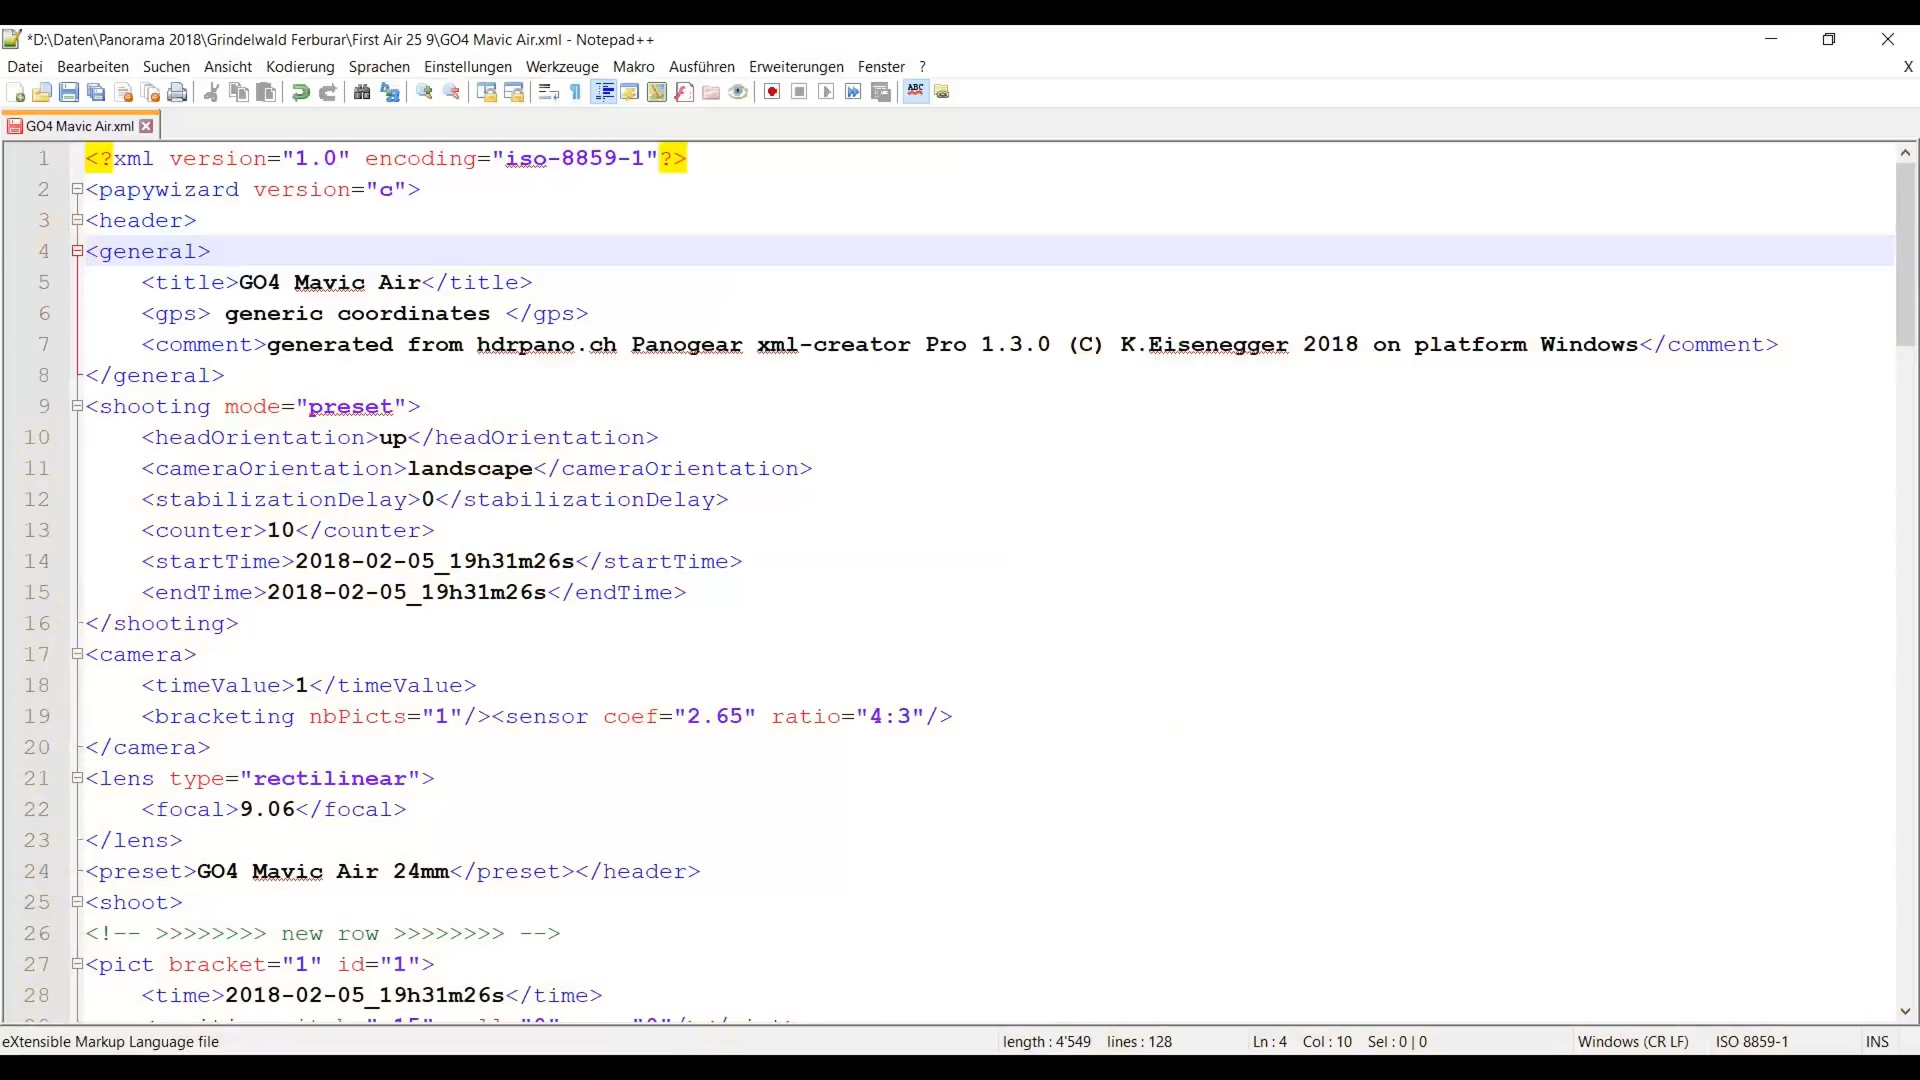 *D:\Daten\Panorama 2018\Grindelwald Ferburar\First Air 25 9\GO4 Mavic Air.xml - Notepad++
Datei Bearbeiten Suchen Ansicht Kodierung Sprachen Einstellungen Werkzeuge Makro Ausführen Erweiterungen Fenster ? X
GO4 Mavic Air.xml
1 <?xml version="1.0" encoding="iso-8859-1"?>
2 <papywizard version="c">
3 <header>
4 <general>
5 <title>GO4 Mavic Air</title>
6 <gps> generic coordinates </gps>
7 <comment>generated from hdrpano.ch Panogear xml-creator Pro 1.3.0 (C) K.Eisenegger 2018 on platform Windows</comment>
8 </general>
9 <shooting mode="preset">
10 <headOrientation>up</headOrientation>
11 <cameraOrientation>landscape</cameraOrientation>
12 <stabilizationDelay>0</stabilizationDelay>
13 <counter>10</counter>
14 <startTime>2018-02-05_19h31m26s</startTime>
15 <endTime>2018-02-05_19h31m26s</endTime>
16 </shooting>
17 <camera>
18 <timeValue>1</timeValue>
19 <bracketing nbPicts="1"/><sensor coef="2.65" ratio="4:3"/>
20 </camera>
21 <lens type="rectilinear">
22 <focal>9.06</focal>
23 </lens>
24 <preset>GO4 Mavic Air 24mm</preset></header>
25 <shoot>
26 <!-- >>>>>>>> new row >>>>>>>> -->
27 <pict bracket="1" id="1">
28 <time>2018-02-05_19h31m26s</time>
eXtensible Markup Language file length : 4'549 lines : 128 Ln : 4 Col : 10 Sel : 0 | 0 Windows (CR LF) ISO 8859-1 INS